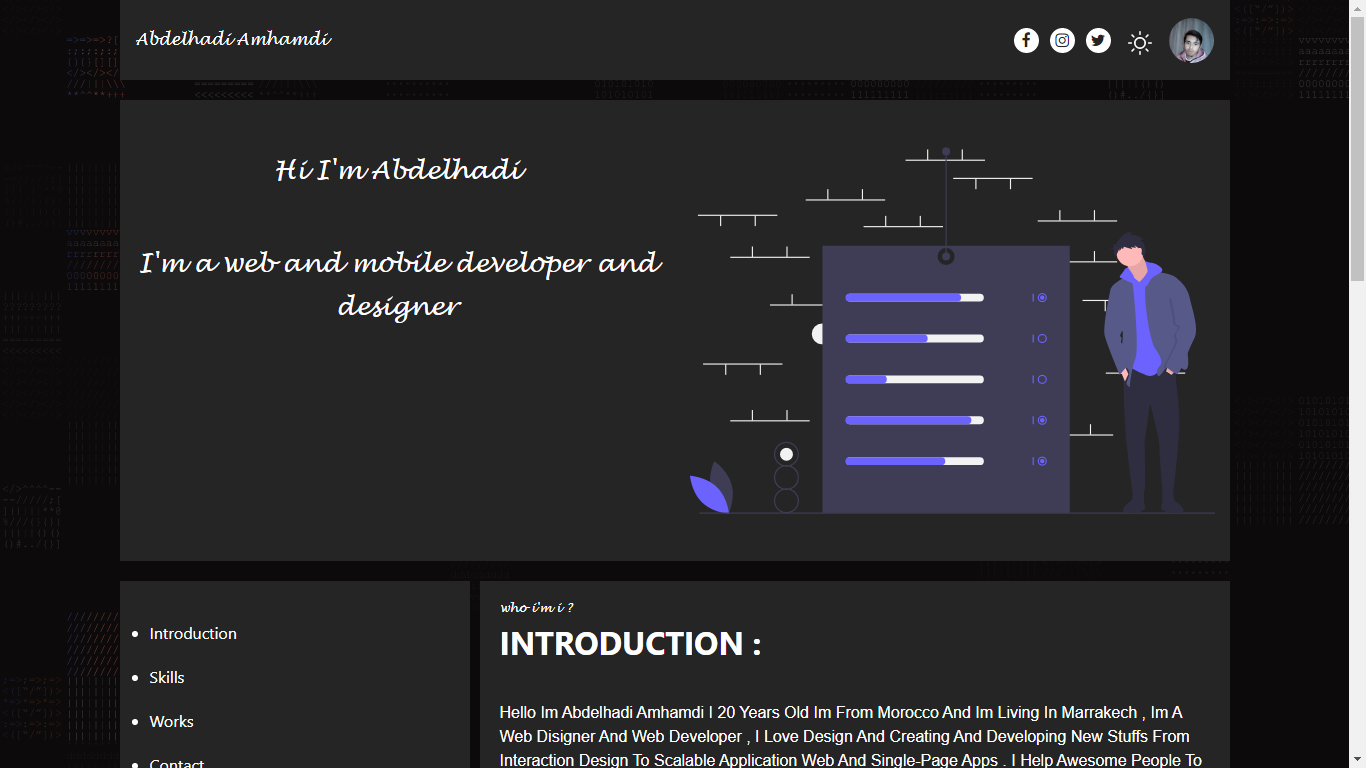 Abdelhadi Amhamdi
Hi I'm Abdelhadi
I'm a web and mobile developer and
designer
Introduction
Skills
Works
Contact
who i'm i ?
INTRODUCTION :
Hello Im Abdelhadi Amhamdi I 20 Years Old Im From Morocco And Im Living In Marrakech , Im A
Web Disigner And Web Developer , I Love Design And Creating And Developing New Stuffs From
Interaction Design To Scalable Application Web And Single-Page Apps . I Help Awesome People To